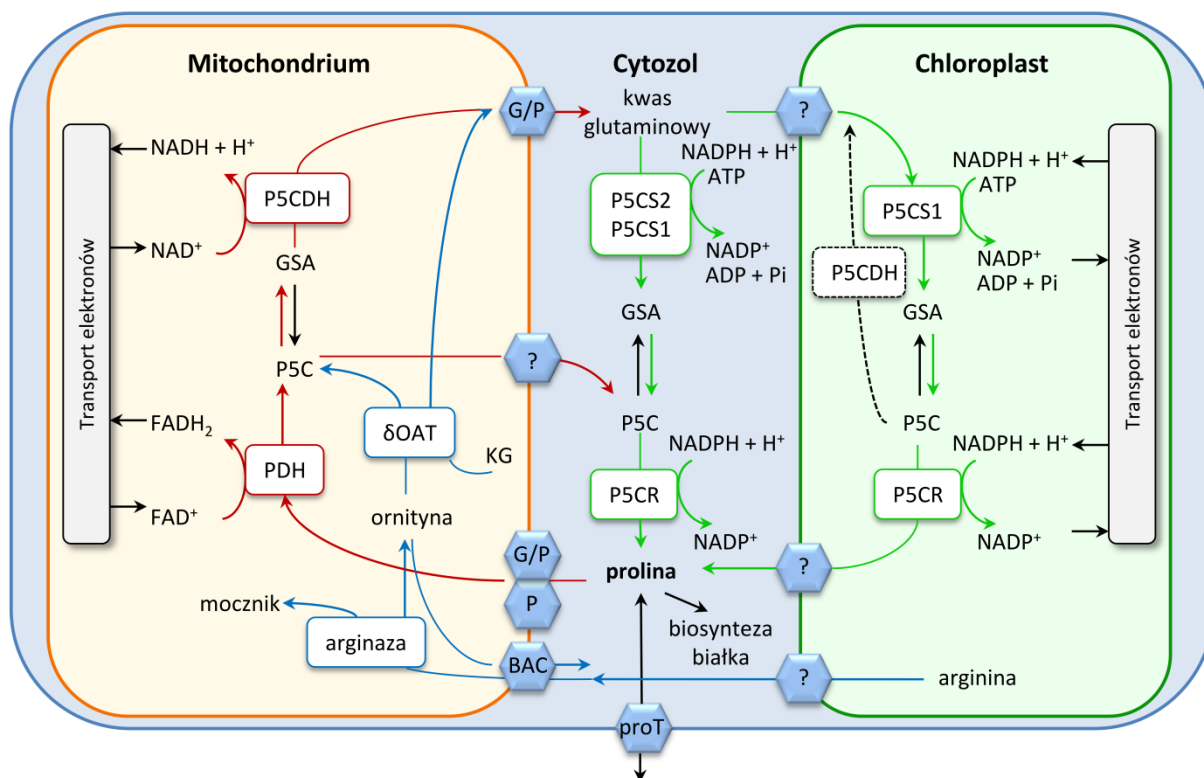 Mitochondrium
Cytozol
Chloroplast
Transport elektronów
NADH + H⁺
P5CDH
NAD⁺
GSA
P5C
FADH₂
PDH
FAD⁺
δOAT
KG
ornityna
mocznik
arginaza
G/P
?
G/P
P
BAC
kwas
glutaminowy
NADPH + H⁺
ATP
P5CS2
P5CS1
NADP⁺
ADP + Pi
GSA
P5C
NADPH + H⁺
P5CR
NADP⁺
prolina
biosynteza
białka
proT
?
?
?
NADPH + H⁺
ATP
P5CS1
NADP⁺
ADP + Pi
P5CDH
GSA
P5C
NADPH + H⁺
P5CR
NADP⁺
arginina
Transport elektronów